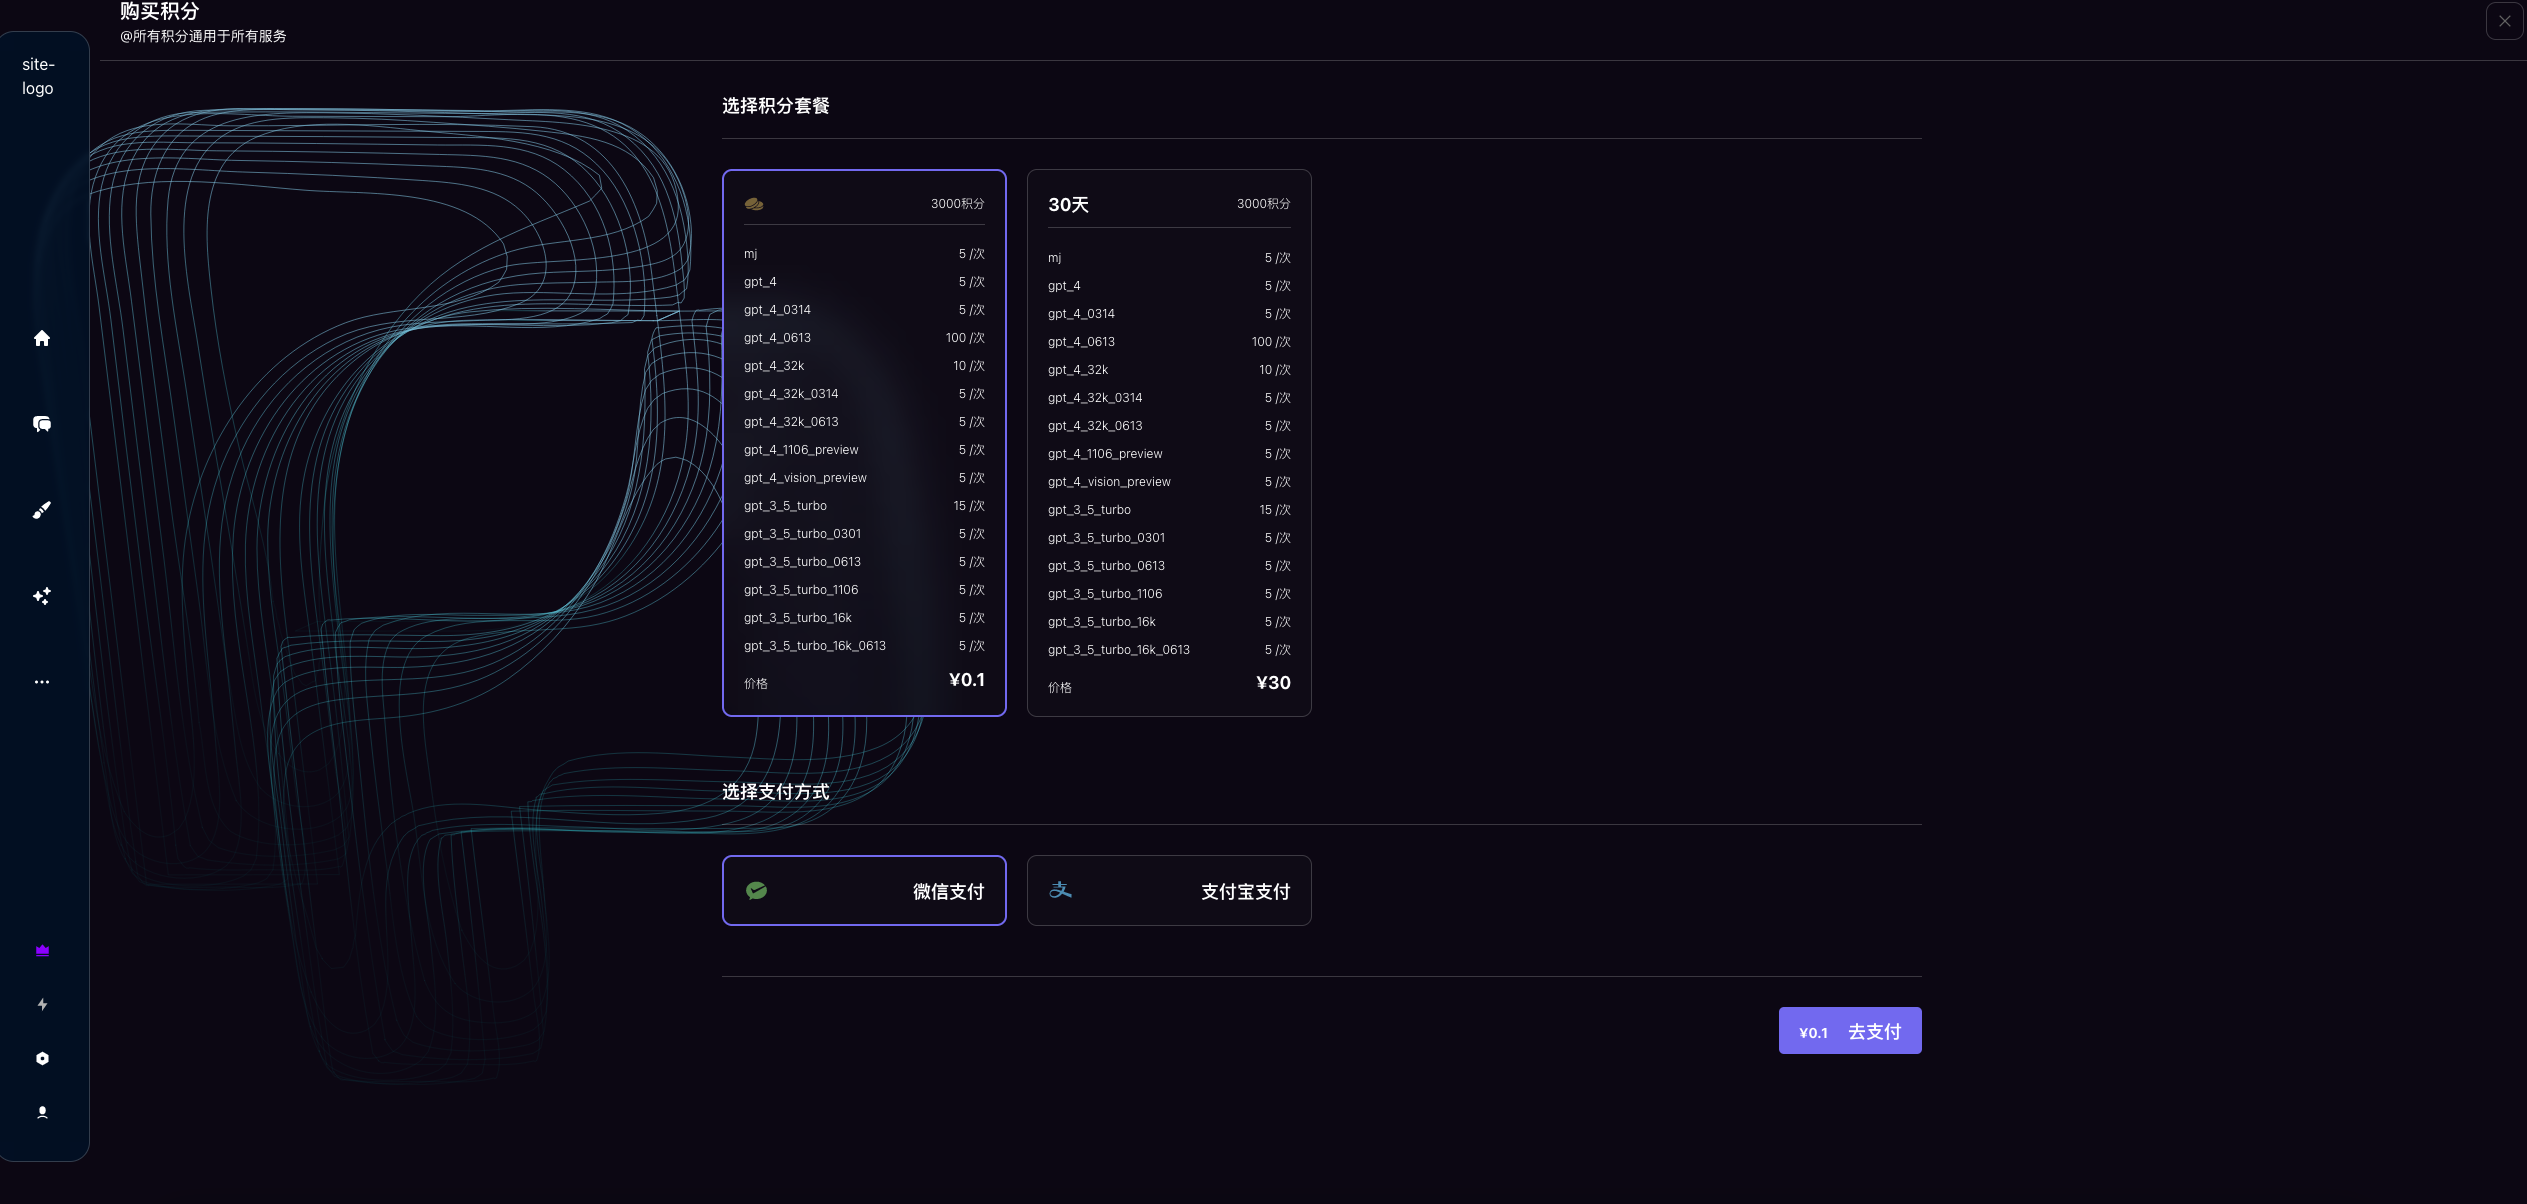 购买积分
@所有积分通用于所有服务
site-
logo
选择积分套餐
3000积分
mj 5 /次
gpt_4 5 /次
gpt_4_0314 5 /次
gpt_4_0613 100 /次
gpt_4_32k 10 /次
gpt_4_32k_0314 5 /次
gpt_4_32k_0613 5 /次
gpt_4_1106_preview 5 /次
gpt_4_vision_preview 5 /次
gpt_3_5_turbo 15 /次
gpt_3_5_turbo_0301 5 /次
gpt_3_5_turbo_0613 5 /次
gpt_3_5_turbo_1106 5 /次
gpt_3_5_turbo_16k 5 /次
gpt_3_5_turbo_16k_0613 5 /次
价格 ¥0.1
30天 3000积分
mj 5 /次
gpt_4 5 /次
gpt_4_0314 5 /次
gpt_4_0613 100 /次
gpt_4_32k 10 /次
gpt_4_32k_0314 5 /次
gpt_4_32k_0613 5 /次
gpt_4_1106_preview 5 /次
gpt_4_vision_preview 5 /次
gpt_3_5_turbo 15 /次
gpt_3_5_turbo_0301 5 /次
gpt_3_5_turbo_0613 5 /次
gpt_3_5_turbo_1106 5 /次
gpt_3_5_turbo_16k 5 /次
gpt_3_5_turbo_16k_0613 5 /次
价格 ¥30
选择支付方式
微信支付
支付宝支付
¥0.1 去支付